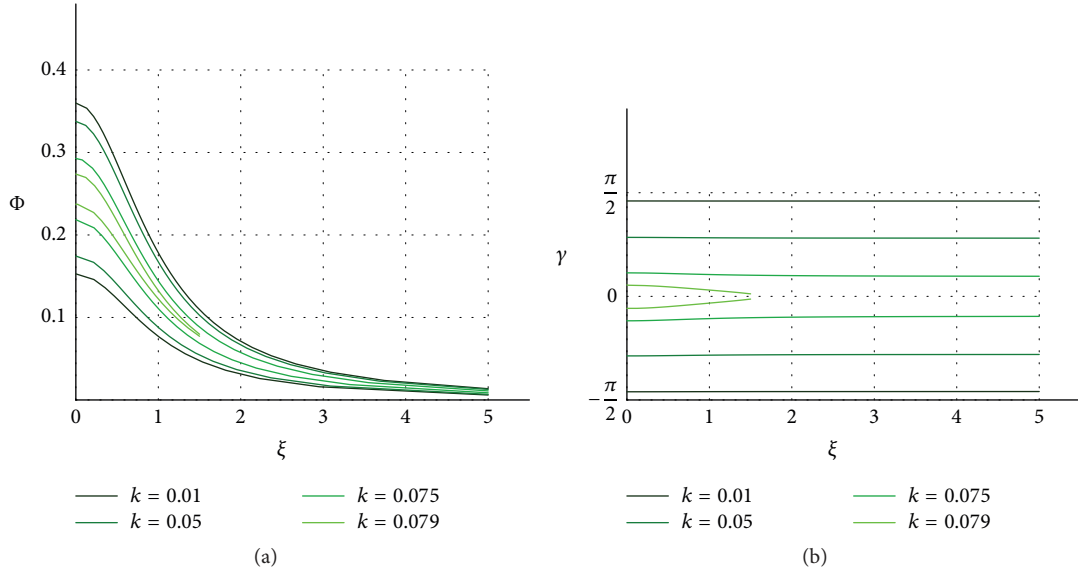 0.4
0.3
Φ
0.2
0.1
0 1 2 3 4 5
ξ
k = 0.01 k = 0.075
k = 0.05 k = 0.079
(a)
π
2
γ
0
−π
2
0 1 2 3 4 5
ξ
k = 0.01 k = 0.075
k = 0.05 k = 0.079
(b)